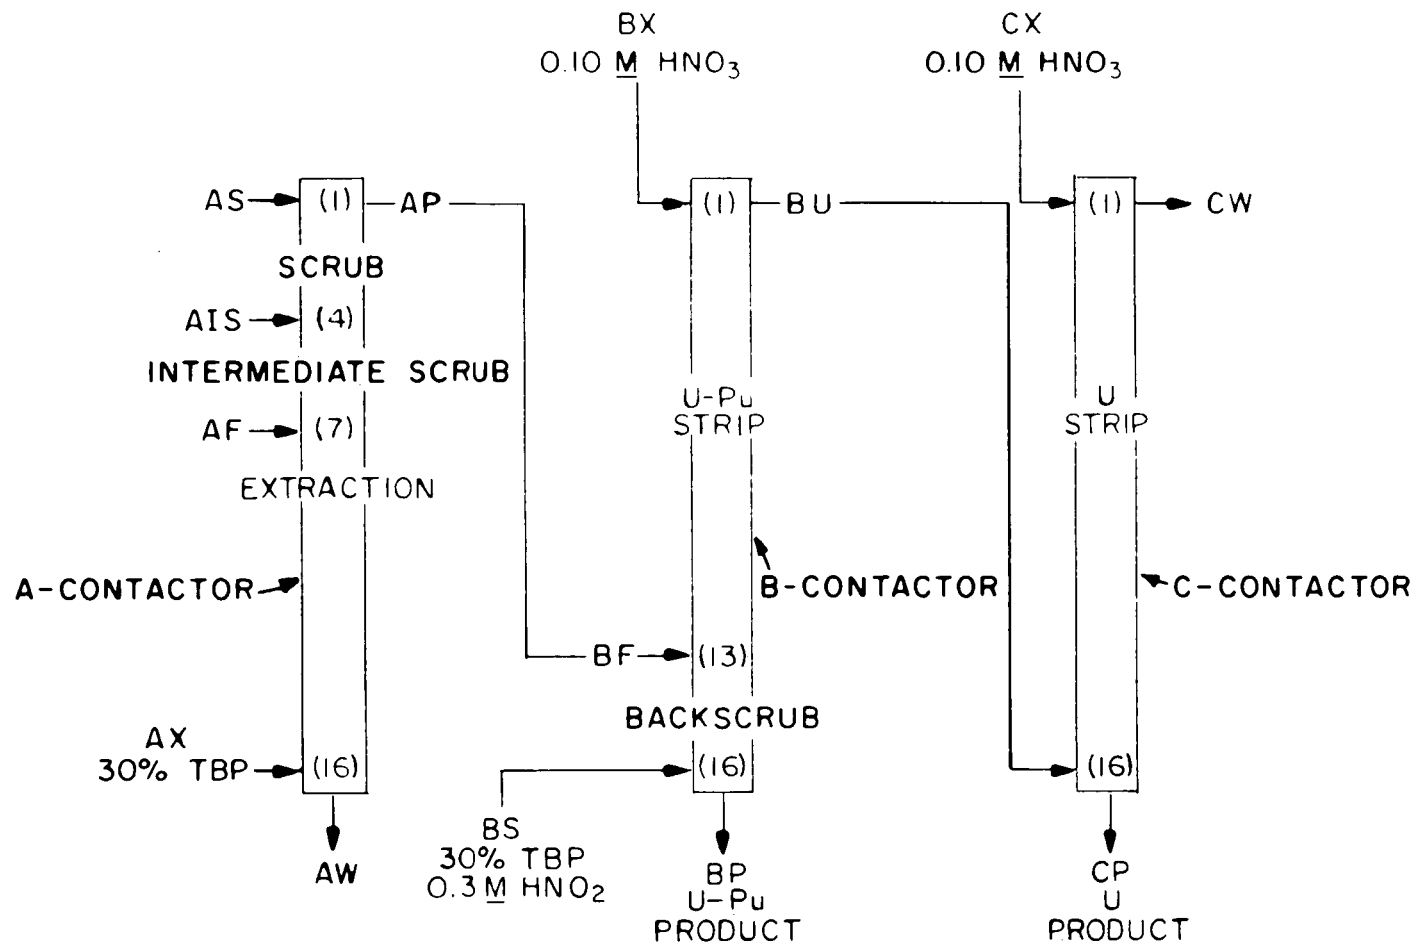 BX
0.10 M HNO3
CX
0.10 M HNO3
AS
(1)
AP
(1)
BU
(1)
CW
SCRUB
AIS
(4)
INTERMEDIATE SCRUB
AF
(7)
U-Pu
STRIP
U
STRIP
EXTRACTION
A-CONTACTOR
B-CONTACTOR
C-CONTACTOR
BF
(13)
BACKSCRUB
AX
30% TBP
(16)
(16)
(16)
BS
30% TBP
0.3 M HNO2
AW
BP
U-Pu
PRODUCT
CP
U
PRODUCT